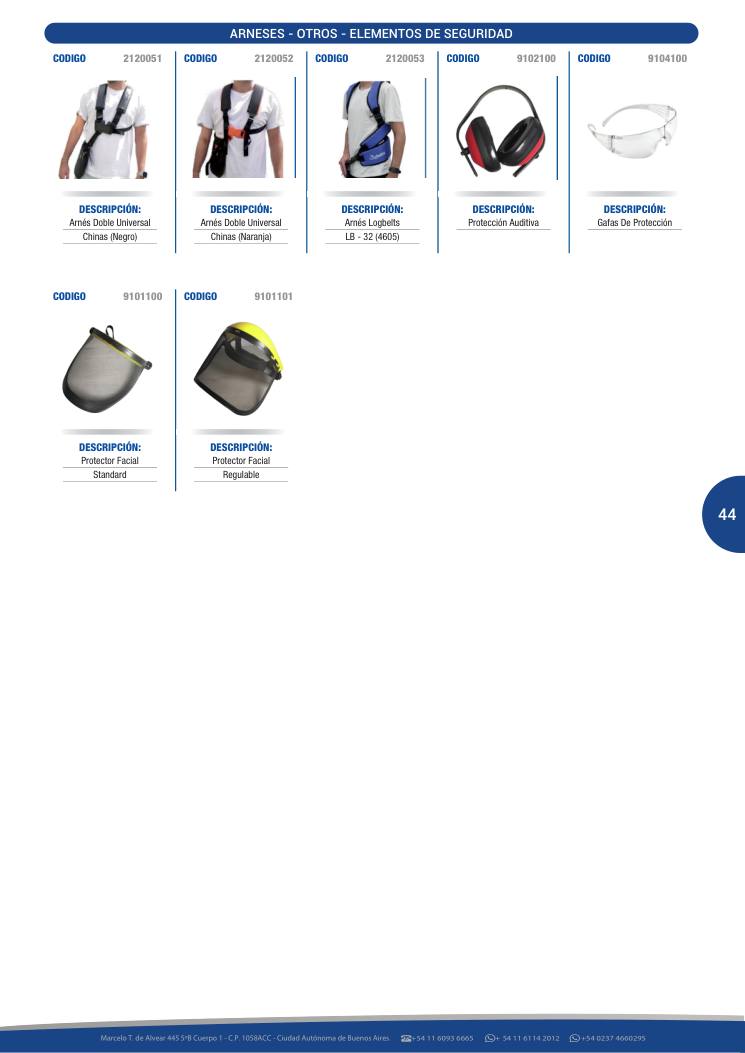 ARNESES - OTROS - ELEMENTOS DE SEGURIDAD
CODIGO 2120051
DESCRIPCIÓN:
Arnés Doble Universal
Chinas (Negro)
CODIGO 2120052
DESCRIPCIÓN:
Arnés Doble Universal
Chinas (Naranja)
CODIGO 2120053
DESCRIPCIÓN:
Arnés Logbelts
LB - 32 (4605)
CODIGO 9102100
DESCRIPCIÓN:
Protección Auditiva
CODIGO 9104100
DESCRIPCIÓN:
Gafas De Protección
CODIGO 9101100
DESCRIPCIÓN:
Protector Facial
Standard
CODIGO 9101101
DESCRIPCIÓN:
Protector Facial
Regulable
44
Marcelo T. de Alvear 445 5ºB Cuerpo 1 - C.P. 1058ACC - Ciudad Autónoma de Buenos Aires. +54 11 6093 6665 + 54 11 6114 2012 +54 0237 4660295